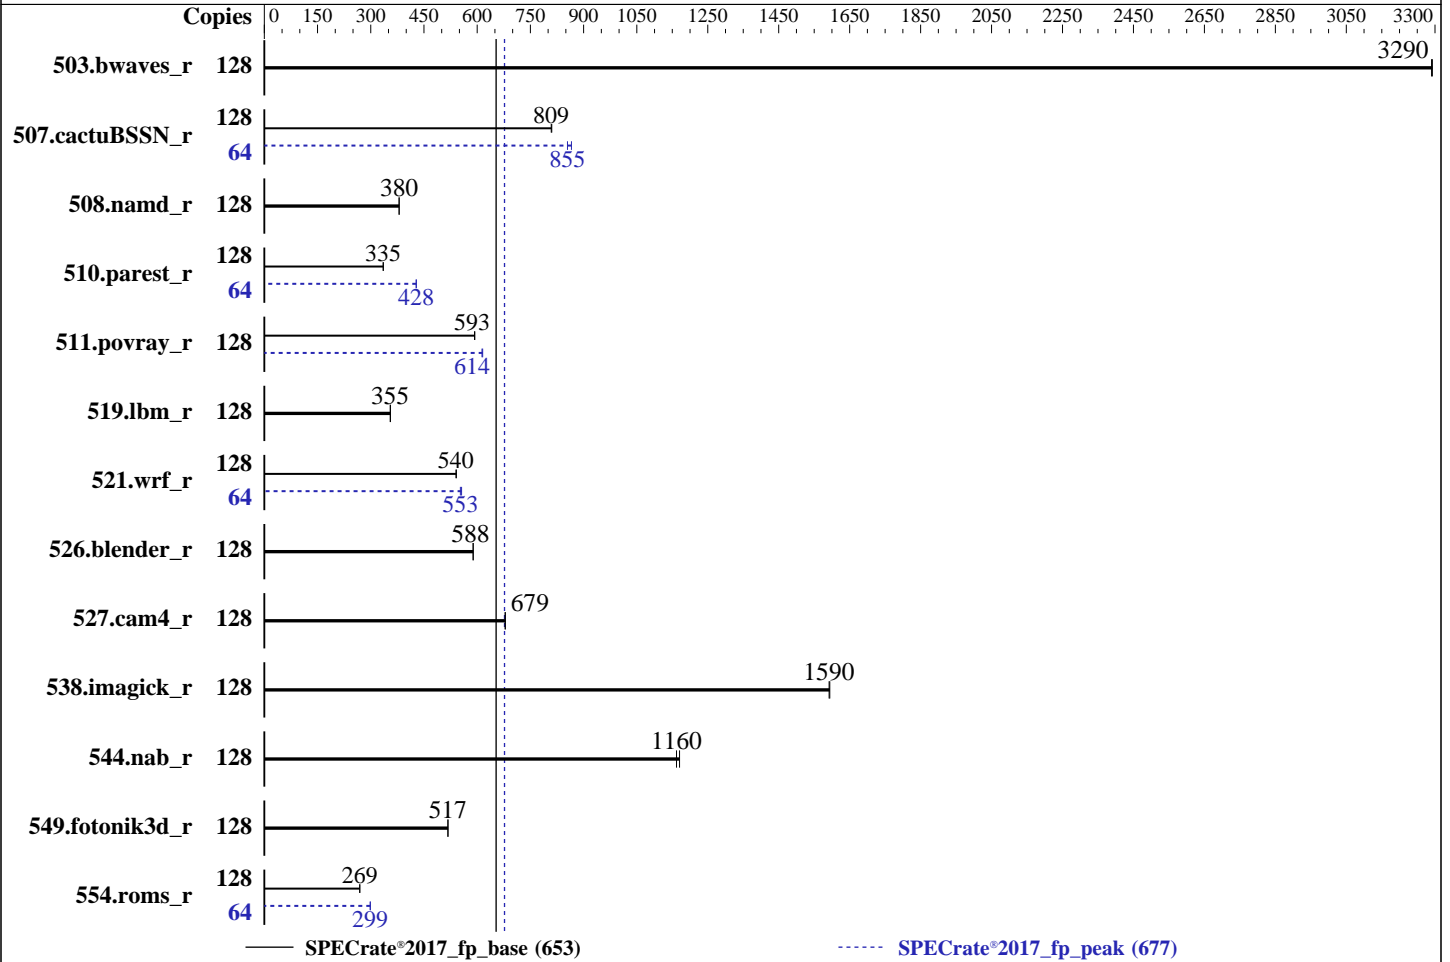 Copies 0 150 300 450 600 750 900 1050 1250 1450 1650 1850 2050 2250 2450 2650 2850 3050 3300
503.bwaves_r 128 3290
507.cactuBSSN_r 128 809
64 855
508.namd_r 128 380
510.parest_r 128 335
64 428
511.povray_r 128 593
614
519.lbm_r 128 355
521.wrf_r 128 540
64 553
526.blender_r 128 588
527.cam4_r 128 679
538.imagick_r 128 1590
544.nab_r 128 1160
549.fotonik3d_r 128 517
554.roms_r 128 269
64 299
SPECrate®2017_fp_base (653) SPECrate®2017_fp_peak (677)